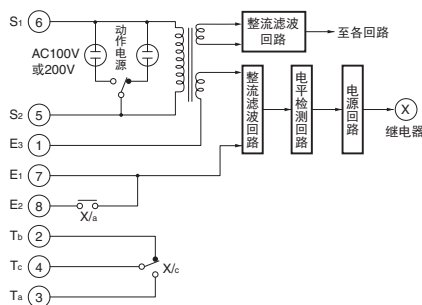 S1 6
动作电源
AC100V
或200V
S2 5
E3 1
E1 7
E2 8
X/a
Tb 2
Tc 4
X/c
Ta 3
整流滤波
回路
至各回路
整流滤波回路
电平检测回路
电源回路
X
继电器